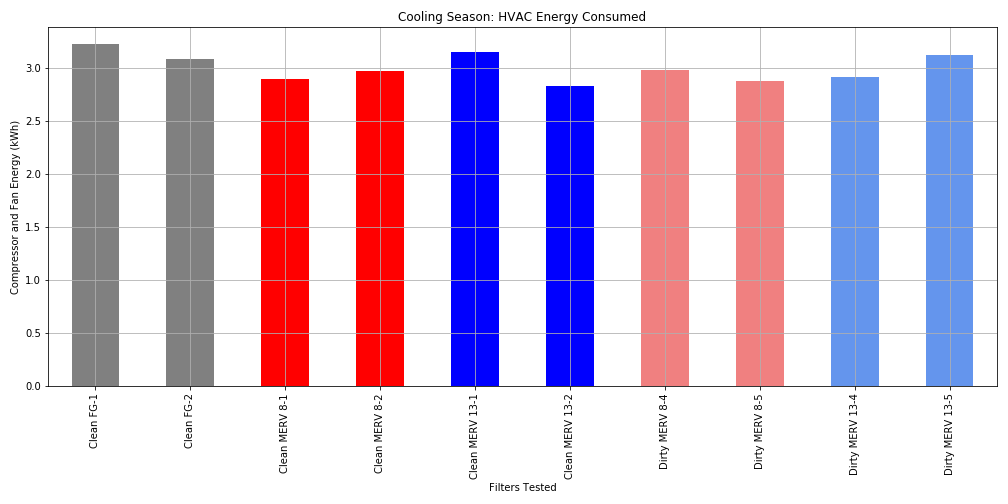 Cooling Season: HVAC Energy Consumed
Compressor and Fan Energy (kWh)
3.0
2.5
2.0
1.5
1.0
0.5
0.0
Clean FG-1
Clean FG-2
Clean MERV 8-1
Clean MERV 8-2
Clean MERV 13-1
Clean MERV 13-2
Dirty MERV 8-4
Dirty MERV 8-5
Dirty MERV 13-4
Dirty MERV 13-5
Filters Tested